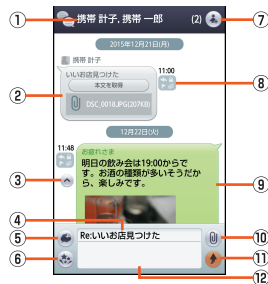 ① 携帯 計子, 携帯 一郎 (2) ⑦
2015年12月21日(月)
携帯 計子
いいお店見つけた 11:00
本文を取得 ⑧
② DSC_0018.JPG(207KB)
12月22日(火)
11:48 お疲れさま
明日の飲み会は19:00からで
す。お酒の種類が多いそうだか
ら、楽しみです。
③ ⑨
④
⑤ Re:いいお店見つけた ⑩
⑥ ⑪
⑫